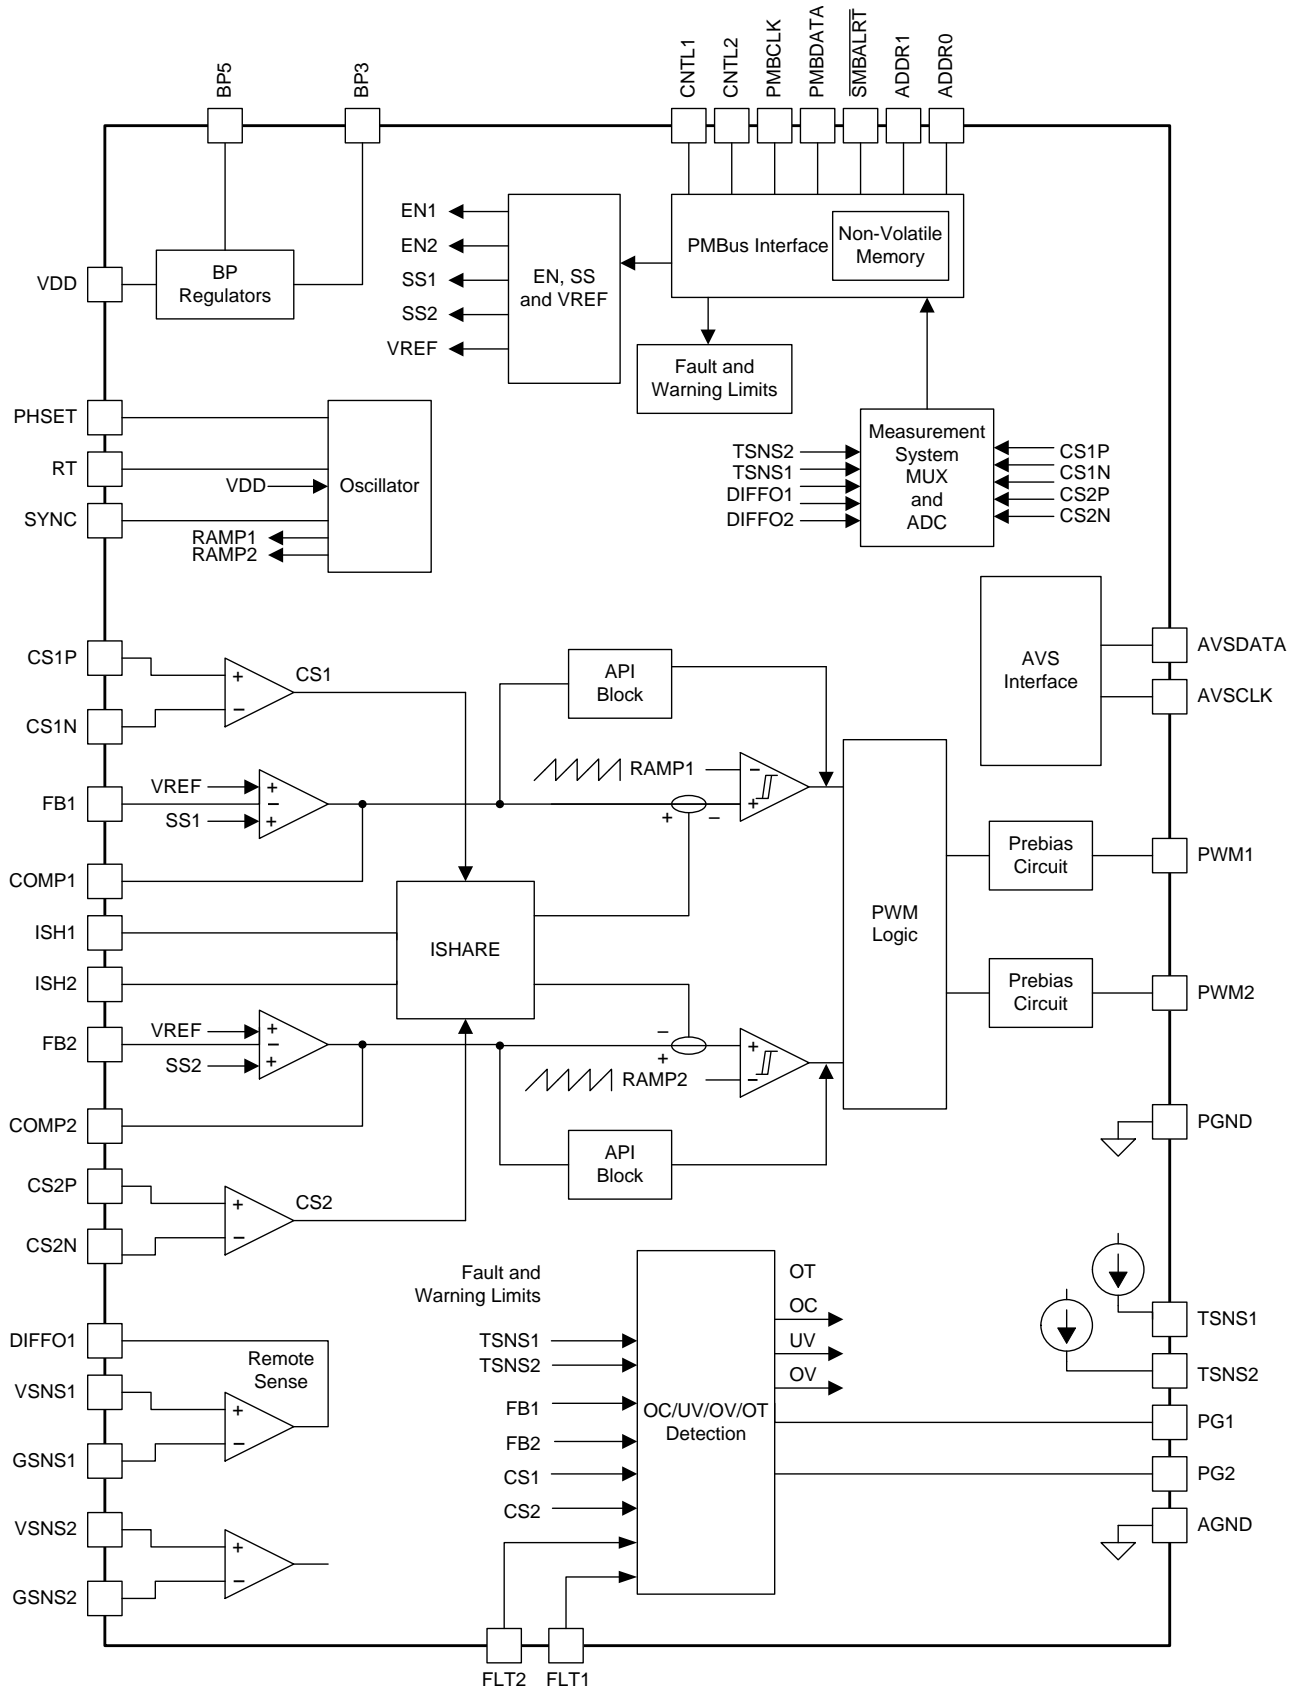 BP5
BP3
CNTL1
CNTL2
PMBCLK
PMBDATA
SMBALRT
ADDR1
ADDR0
VDD
BP
Regulators
EN1
EN2
SS1
SS2
VREF
EN, SS
and VREF
PMBus Interface
Non-Volatile
Memory
Fault and
Warning Limits
PHSET
RT
SYNC
VDD
RAMP1
RAMP2
Oscillator
TSNS2
TSNS1
DIFFO1
DIFFO2
Measurement
System
MUX
and
ADC
CS1P
CS1N
CS2P
CS2N
AVS
Interface
AVSDATA
AVSCLK
CS1P
CS1N
+
−
CS1
API
Block
FB1
VREF
SS1
+
−
+
RAMP1
−
+
+
−
COMP1
ISH1
ISH2
ISHARE
PWM
Logic
Prebias
Circuit
PWM1
Prebias
Circuit
PWM2
FB2
VREF
SS2
+
−
+
−
+
RAMP2
+
−
COMP2
API
Block
PGND
CS2P
CS2N
+
−
CS2
Fault and
Warning Limits
TSNS1
TSNS2
FB1
FB2
CS1
CS2
OC/UV/OV/OT
Detection
OT
OC
UV
OV
TSNS1
TSNS2
PG1
PG2
AGND
DIFFO1
VSNS1
GSNS1
+
−
Remote
Sense
VSNS2
GSNS2
+
−
FLT2
FLT1